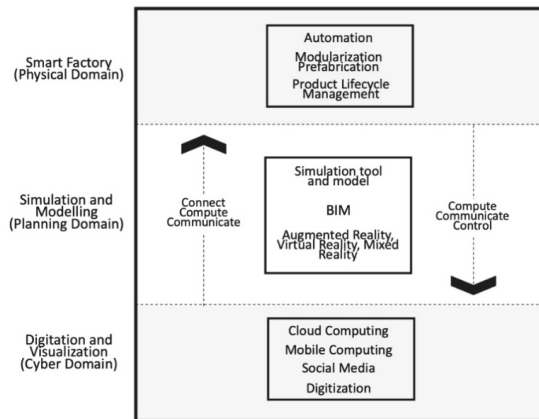 Smart Factory
(Physical Domain)
Automation
Modularization
Prefabrication
Product Lifecycle
Management
Simulation and
Modelling
(Planning Domain)
Connect
Compute
Communicate
Simulation tool
and model
BIM
Augmented Reality,
Virtual Reality, Mixed
Reality
Compute
Communicate
Control
Digitation and
Visualization
(Cyber Domain)
Cloud Computing
Mobile Computing
Social Media
Digitization